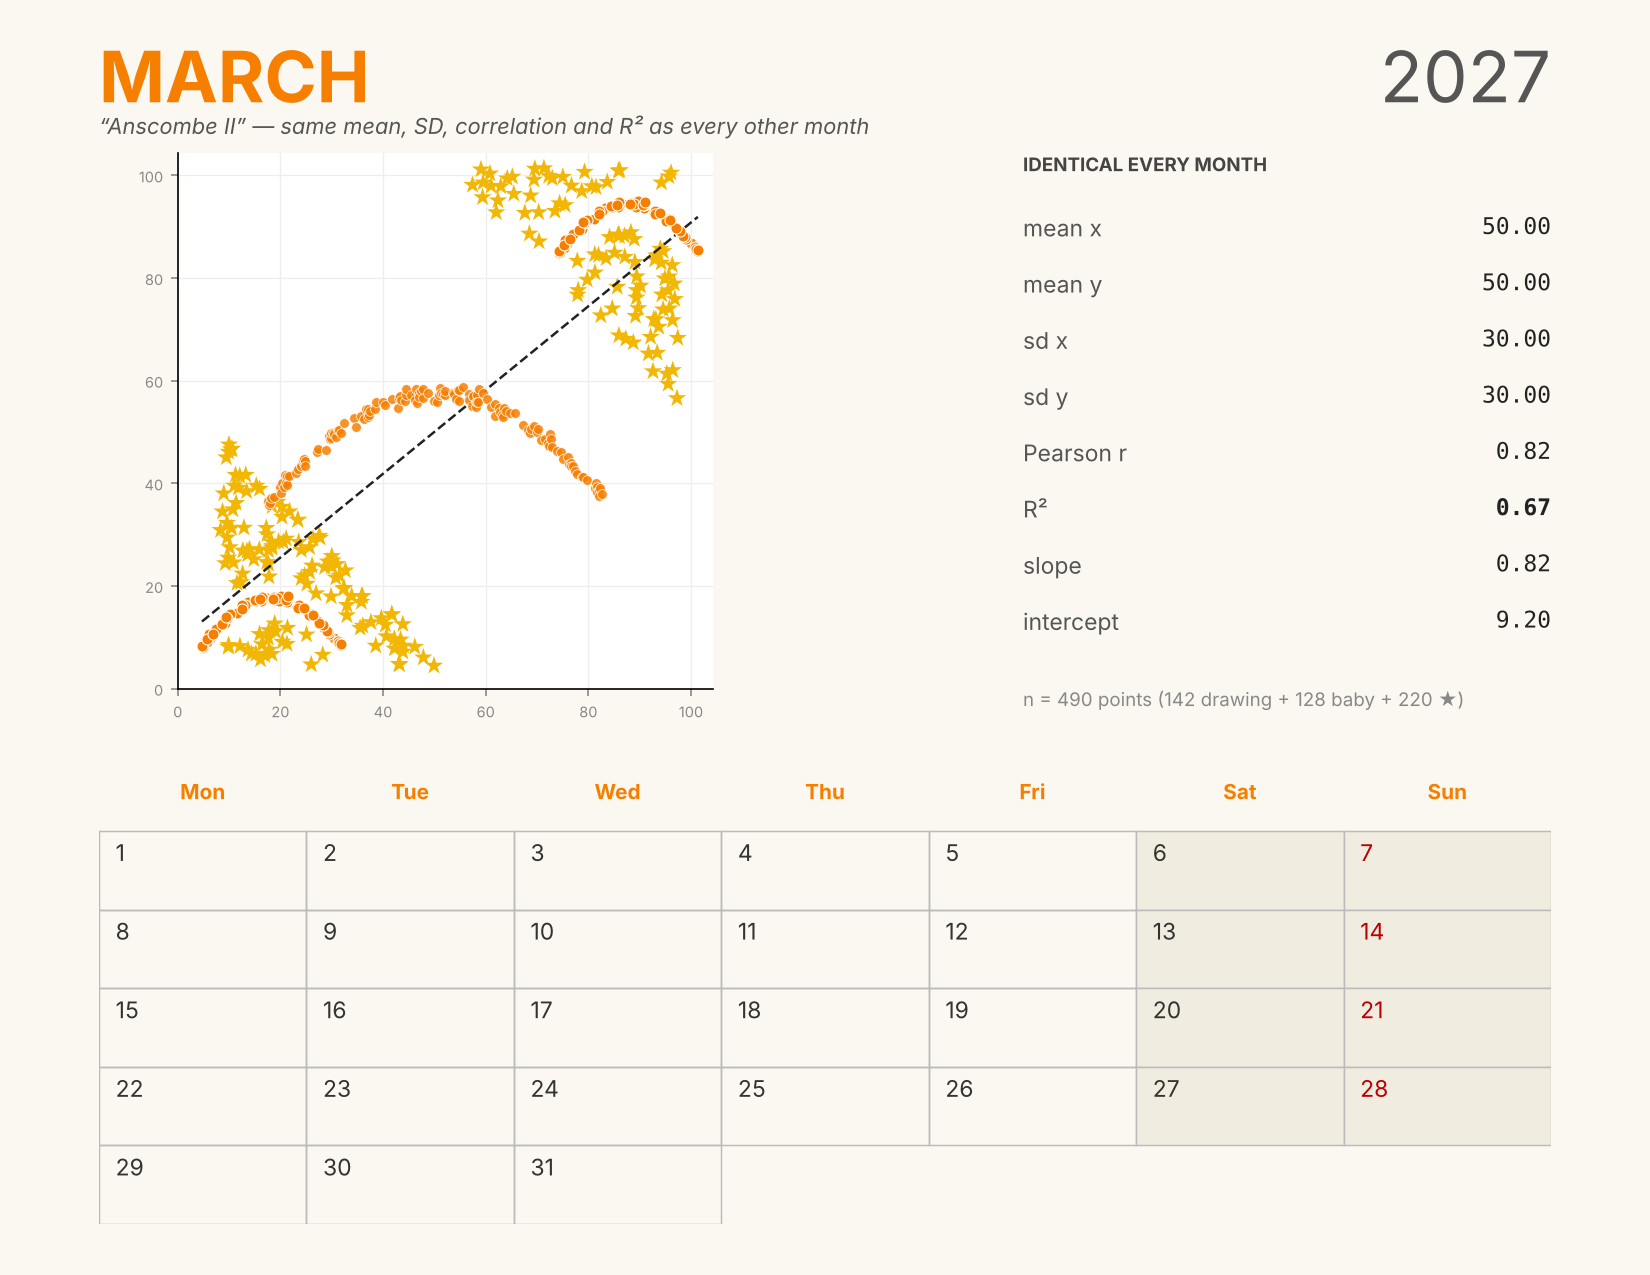 MARCH 2027
“Anscombe II” — same mean, SD, correlation and R² as every other month
100
80
60
40
20
0
0 20 40 60 80 100
IDENTICAL EVERY MONTH
mean x 50.00
mean y 50.00
sd x 30.00
sd y 30.00
Pearson r 0.82
R² 0.67
slope 0.82
intercept 9.20
n = 490 points (142 drawing + 128 baby + 220 ★)
Mon Tue Wed Thu Fri Sat Sun
1 2 3 4 5 6 7
8 9 10 11 12 13 14
15 16 17 18 19 20 21
22 23 24 25 26 27 28
29 30 31